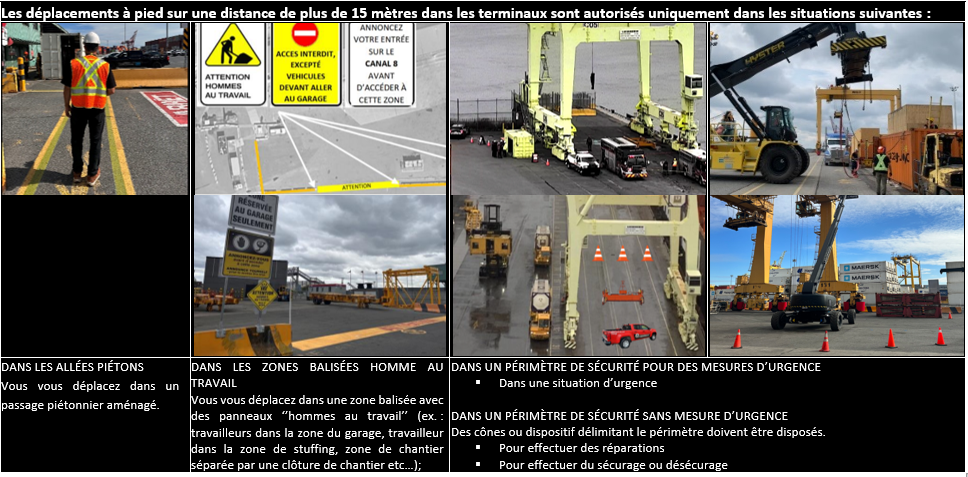 Les déplacements à pied sur une distance de plus de 15 mètres dans les terminaux sont autorisés uniquement dans les situations suivantes :
ATTENTION
HOMMES
AU TRAVAIL
ACCES INTERDIT,
EXCEPTÉ
VEHICULES
DEVANT ALLER
AU GARAGE
ANNONCEZ
VOTRE ENTRÉE
SUR LE
CANAL 8
AVANT
D'ACCÉDER À
CETTE ZONE
ATTENTION
HYSTER
RÉSERVÉE
AU GARAGE
SEULEMENT
MAERSK
MAERSK
DANS LES ALLÉES PIÉTONS
Vous vous déplacez dans un
passage piétonnier aménagé.
DANS LES ZONES BALISÉES HOMME AU
TRAVAIL
Vous vous déplacez dans une zone balisée avec
des panneaux ‘’hommes au travail’’ (ex. :
travailleurs dans la zone du garage, travailleur
dans la zone de stuffing, zone de chantier
séparée par une clôture de chantier etc…);
DANS UN PÉRIMÈTRE DE SÉCURITÉ POUR DES MESURES D’URGENCE
▪ Dans une situation d’urgence
DANS UN PÉRIMÈTRE DE SÉCURITÉ SANS MESURE D’URGENCE
Des cônes ou dispositif délimitant le périmètre doivent être disposés.
▪ Pour effectuer des réparations
▪ Pour effectuer du sécurage ou désécurage